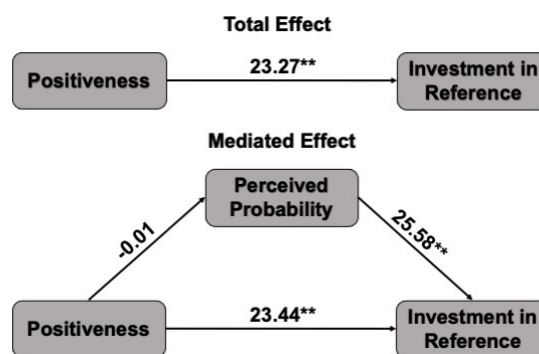 Total Effect
Positiveness
23.27**
Investment in
Reference
Mediated Effect
Perceived
Probability
-0.01
25.58**
Positiveness
23.44**
Investment in
Reference